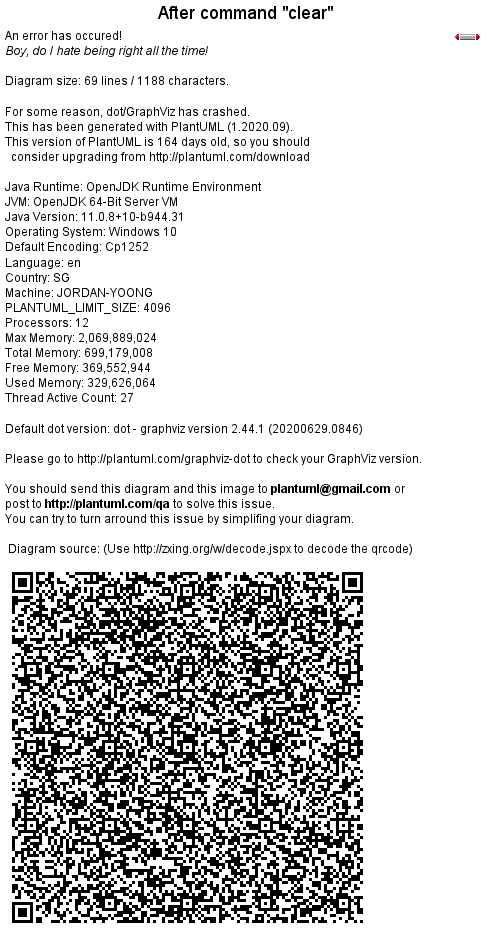 After command "clear"
An error has occured!
Boy, do I hate being right all the time!
Diagram size: 69 lines / 1188 characters.
For some reason, dot/GraphViz has crashed.
This has been generated with PlantUML (1.2020.09).
This version of PlantUML is 164 days old, so you should
consider upgrading from http://plantuml.com/download
Java Runtime: OpenJDK Runtime Environment
JVM: OpenJDK 64-Bit Server VM
Java Version: 11.0.8+10-b944.31
Operating System: Windows 10
Default Encoding: Cp1252
Language: en
Country: SG
Machine: JORDAN-YOONG
PLANTUML_LIMIT_SIZE: 4096
Processors: 12
Max Memory: 2,069,889,024
Total Memory: 699,179,008
Free Memory: 369,552,944
Used Memory: 329,626,064
Thread Active Count: 27
Default dot version: dot - graphviz version 2.44.1 (20200629.0846)
Please go to http://plantuml.com/graphviz-dot to check your GraphViz version.
You should send this diagram and this image to plantuml@gmail.com or
post to http://plantuml.com/qa to solve this issue.
You can try to turn arround this issue by simplifing your diagram.
Diagram source: (Use http://zxing.org/w/decode.jspx to decode the qrcode)